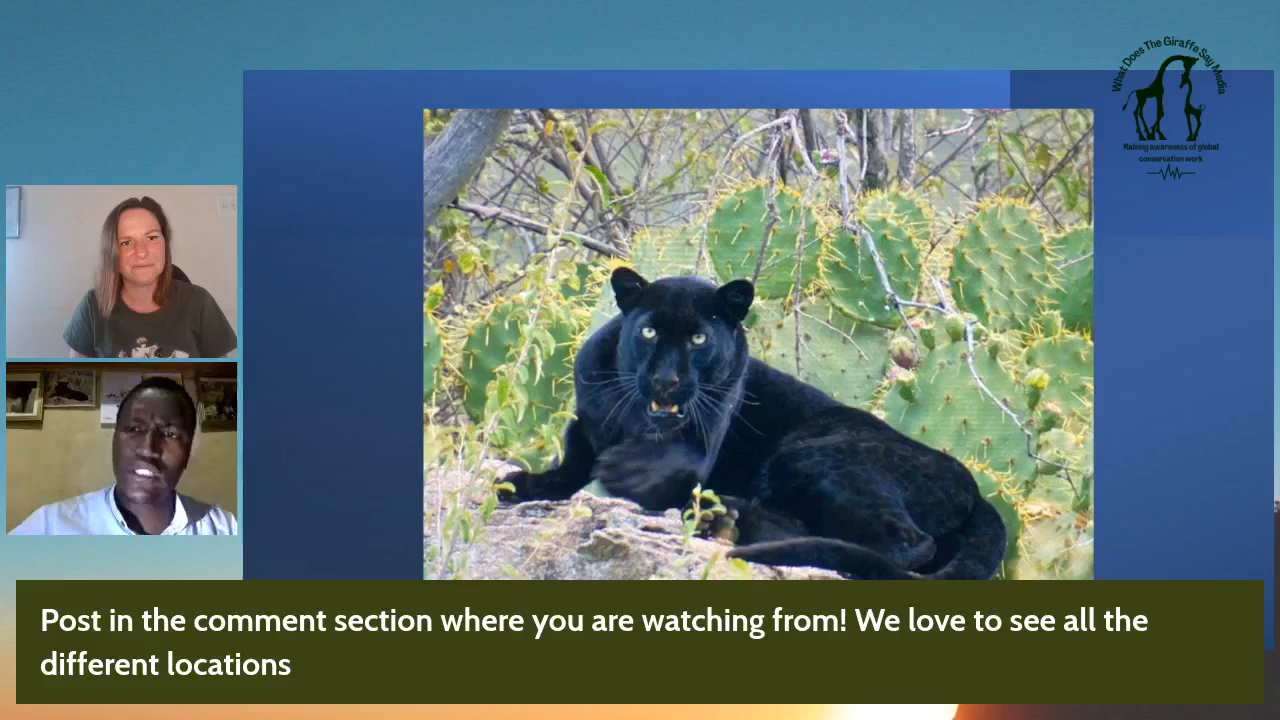 What Does The Giraffe Say Media
Raising awareness of global
conservation work
Post in the comment section where you are watching from! We love to see all the
different locations